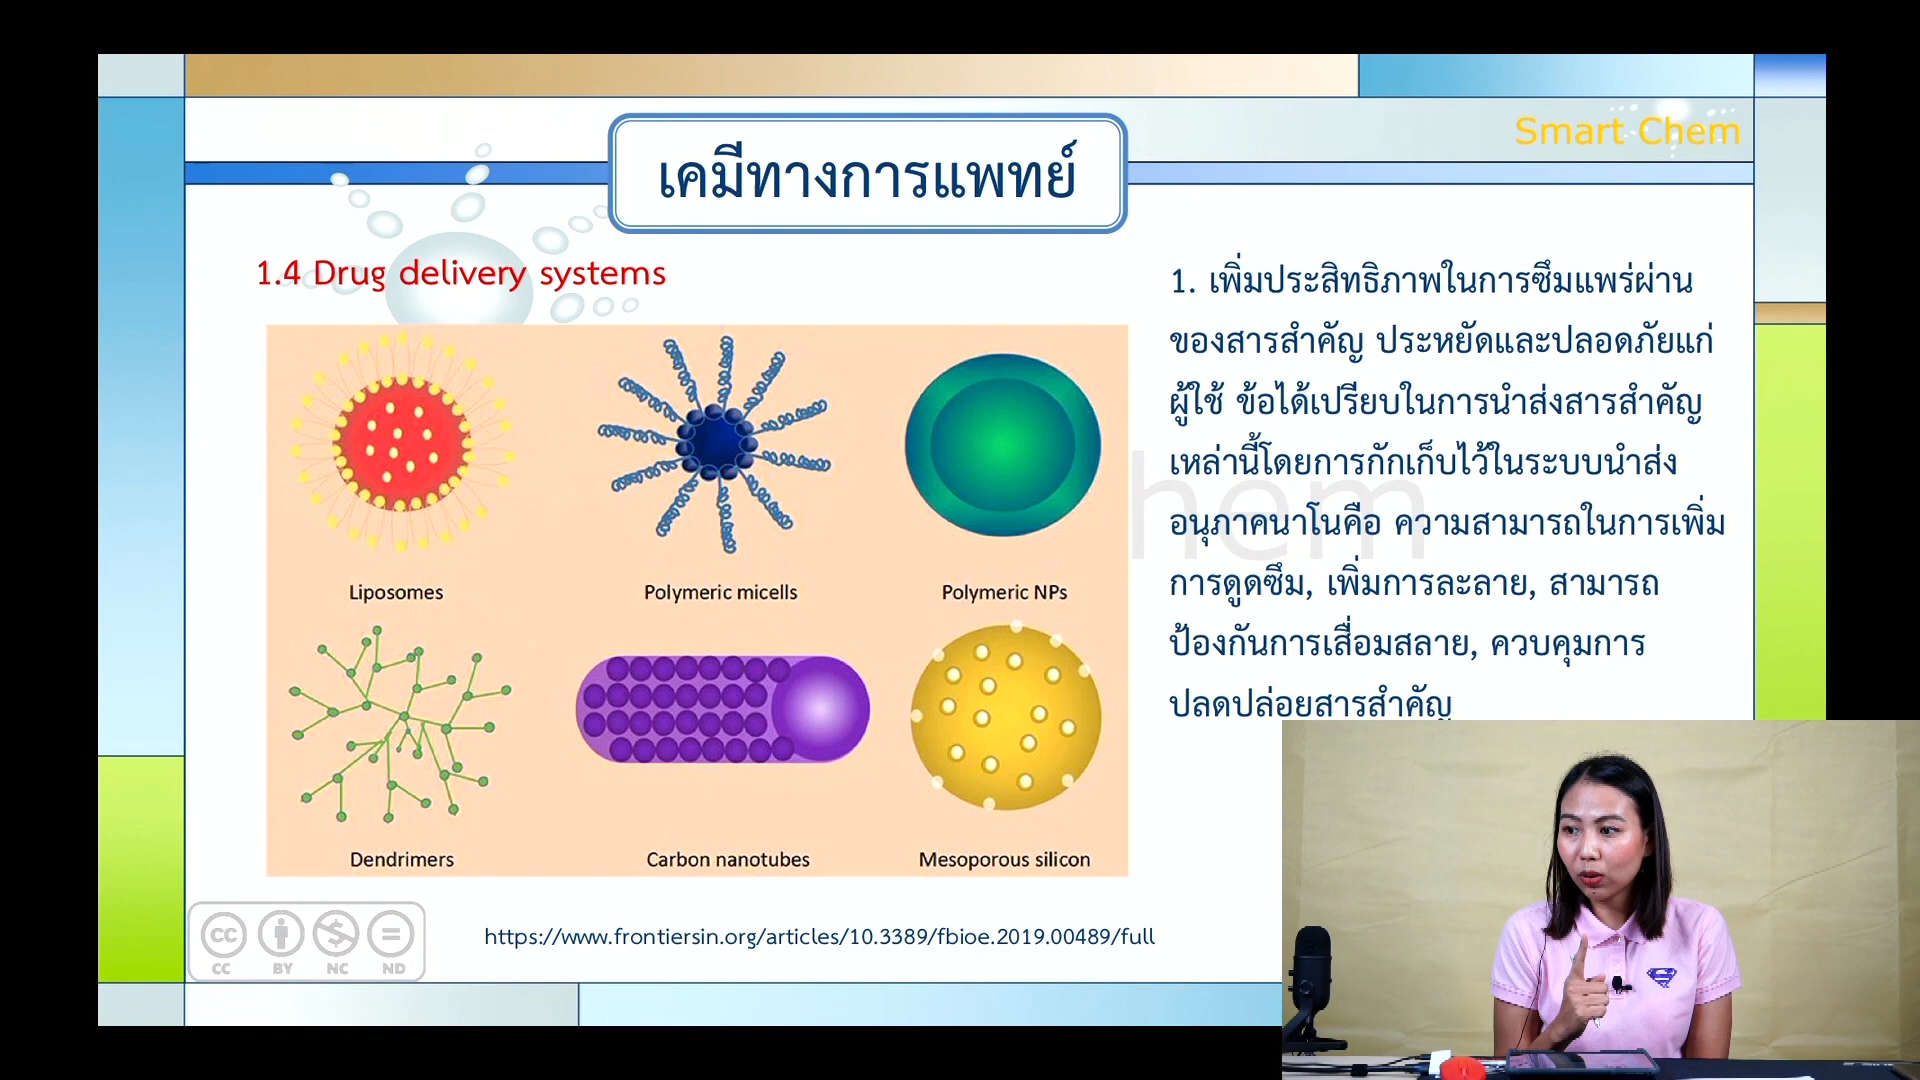 Smart Chem
เคมีทางการแพทย์
1.4 Drug delivery systems
Liposomes
Polymeric micells
Polymeric NPs
Dendrimers
Carbon nanotubes
Mesoporous silicon
1. เพิ่มประสิทธิภาพในการซึมแพร่ผ่าน
ของสารสำคัญ ประหยัดและปลอดภัยแก่
ผู้ใช้ ข้อได้เปรียบในการนำส่งสารสำคัญ
เหล่านี้โดยการกักเก็บไว้ในระบบนำส่ง
อนุภาคนาโนคือ ความสามารถในการเพิ่ม
การดูดซึม, เพิ่มการละลาย, สามารถ
ป้องกันการเสื่อมสลาย, ควบคุมการ
ปลดปล่อยสารสำคัญ
hem
cc
CC BY NC ND
https://www.frontiersin.org/articles/10.3389/fbioe.2019.00489/full